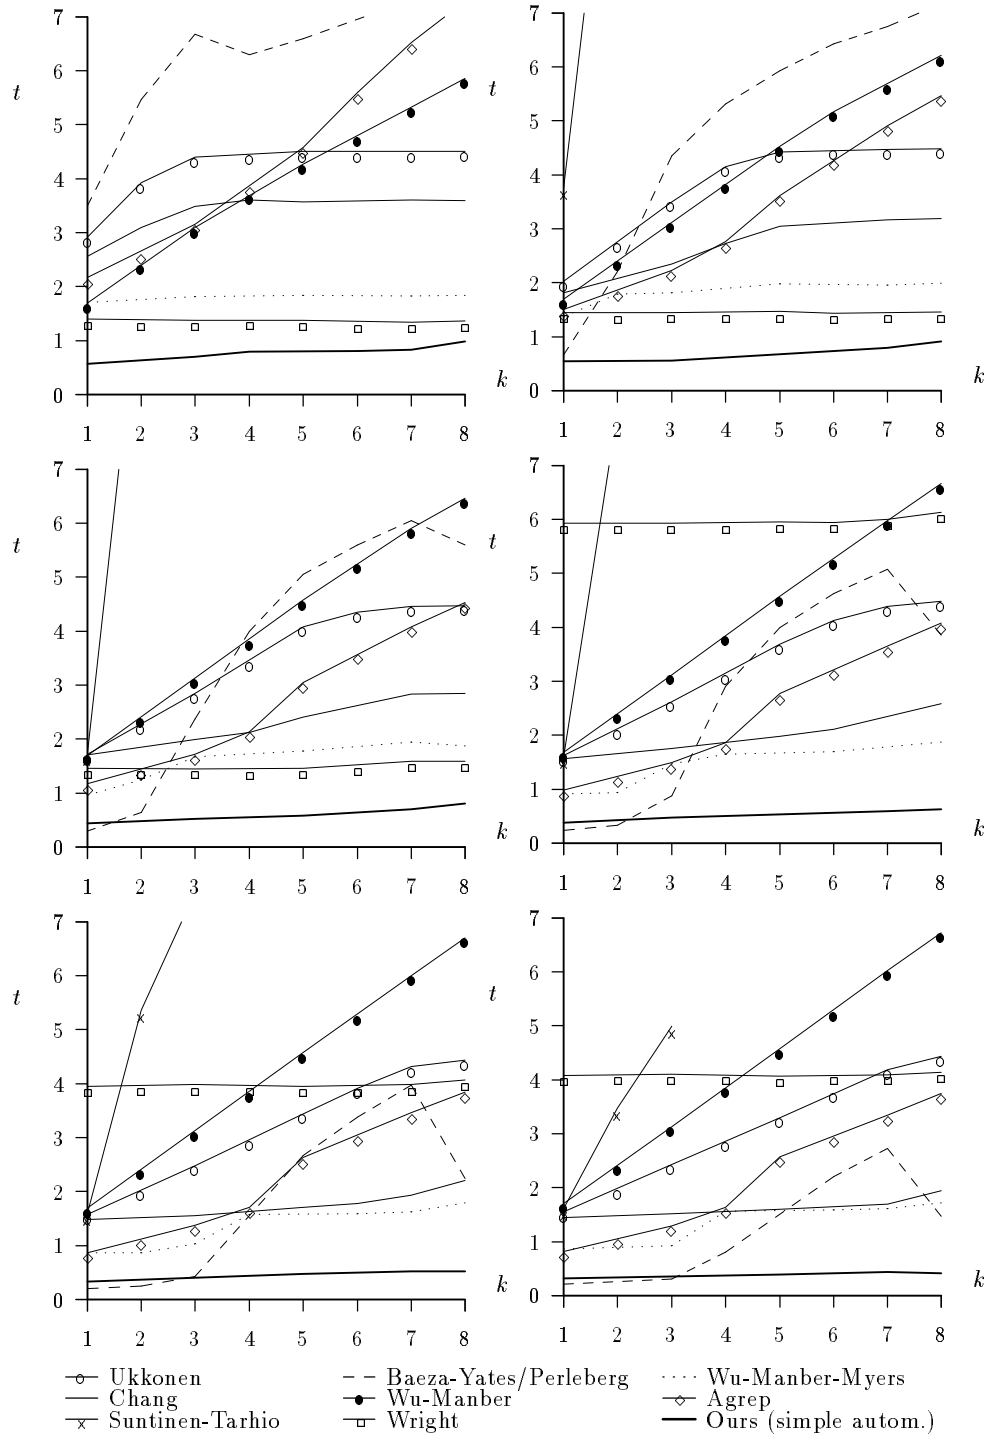 7 7
6 6
t t
5 5
4 4
3 3
2 2
1 1
k k
0 0
1 2 3 4 5 6 7 8 1 2 3 4 5 6 7 8
7 7
6 6
t t
5 5
4 4
3 3
2 2
1 1
k k
0 0
1 2 3 4 5 6 7 8 1 2 3 4 5 6 7 8
7 7
6 6
t t
5 5
4 4
3 3
2 2
1 1
k k
0 0
1 2 3 4 5 6 7 8 1 2 3 4 5 6 7 8
Ukkonen Baeza-Yates/Perleberg Wu-Manber-Myers
Chang Wu-Manber Agrep
Suntinen-Tarhio Wright Ours (simple autom.)